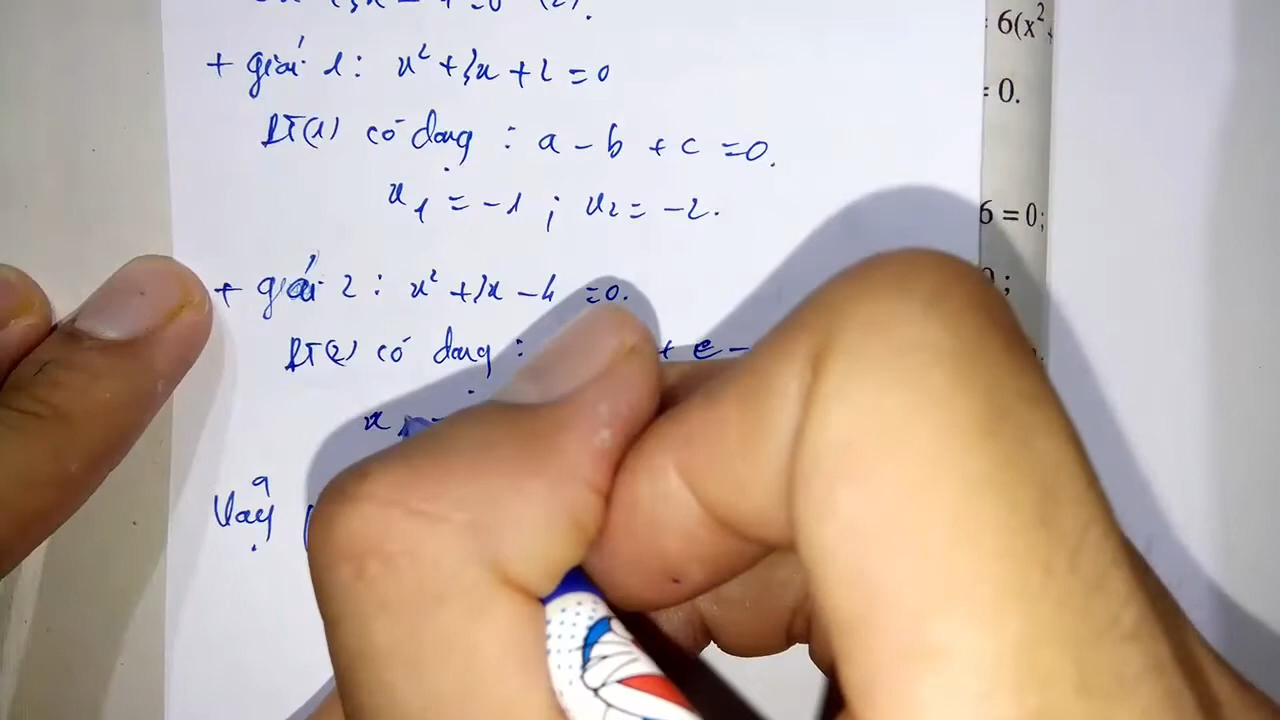 + giải 1: x² + 3x + 2 = 0
PT(1) có dạng : a - b + c = 0.
x₁ = -1 ; x₂ = -2.
+ giải 2 : x² + 3x - 4 = 0.
PT(2) có dạng :
x
Vậy
6(x²
= 0.
6 = 0;